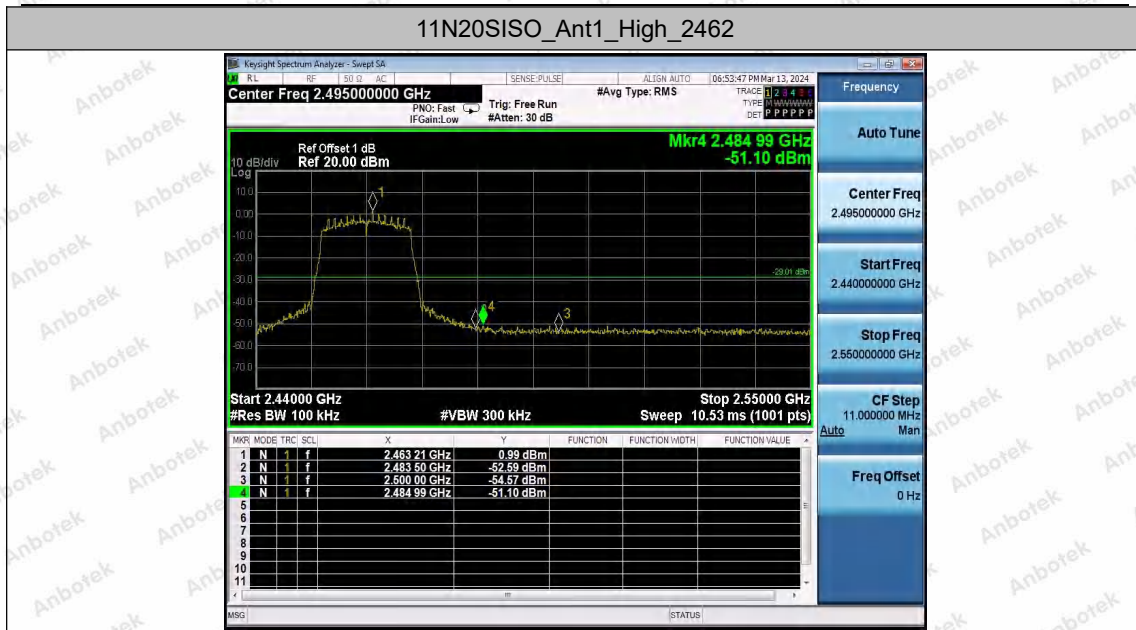 11N20SISO_Ant1_High_2462
Keysight Spectrum Analyzer - Swept SA
RL RF 50 Ω AC SENSE:PULSE ALIGN AUTO 06:53:47 PM Mar 13, 2024
Center Freq 2.495000000 GHz #Avg Type: RMS TRACE 1 2 3 4 5 6
PNO: Fast Trig: Free Run TYPE M WWWWW
IFGain:Low #Atten: 30 dB DET P P P P P P
Mkr4 2.484 99 GHz
-51.10 dBm
Ref Offset 1 dB
10 dB/div Ref 20.00 dBm
Log
10.0
0.00
-10.0
-20.0
-30.0
-40.0
-50.0
-60.0
-70.0
1
-29.01 dBm
4
3
Start 2.44000 GHz Stop 2.55000 GHz
#Res BW 100 kHz #VBW 300 kHz Sweep 10.53 ms (1001 pts)
MKR MODE TRC SCL X Y FUNCTION FUNCTION WIDTH FUNCTION VALUE
1 N 1 f 2.463 21 GHz 0.99 dBm
2 N 1 f 2.483 50 GHz -52.59 dBm
3 N 1 f 2.500 00 GHz -54.57 dBm
4 N 1 f 2.484 99 GHz -51.10 dBm
5
6
7
8
9
10
11
MSG STATUS
Frequency
Auto Tune
Center Freq
2.495000000 GHz
Start Freq
2.440000000 GHz
Stop Freq
2.550000000 GHz
CF Step
11.000000 MHz
Auto Man
Freq Offset
0 Hz
Anbotek